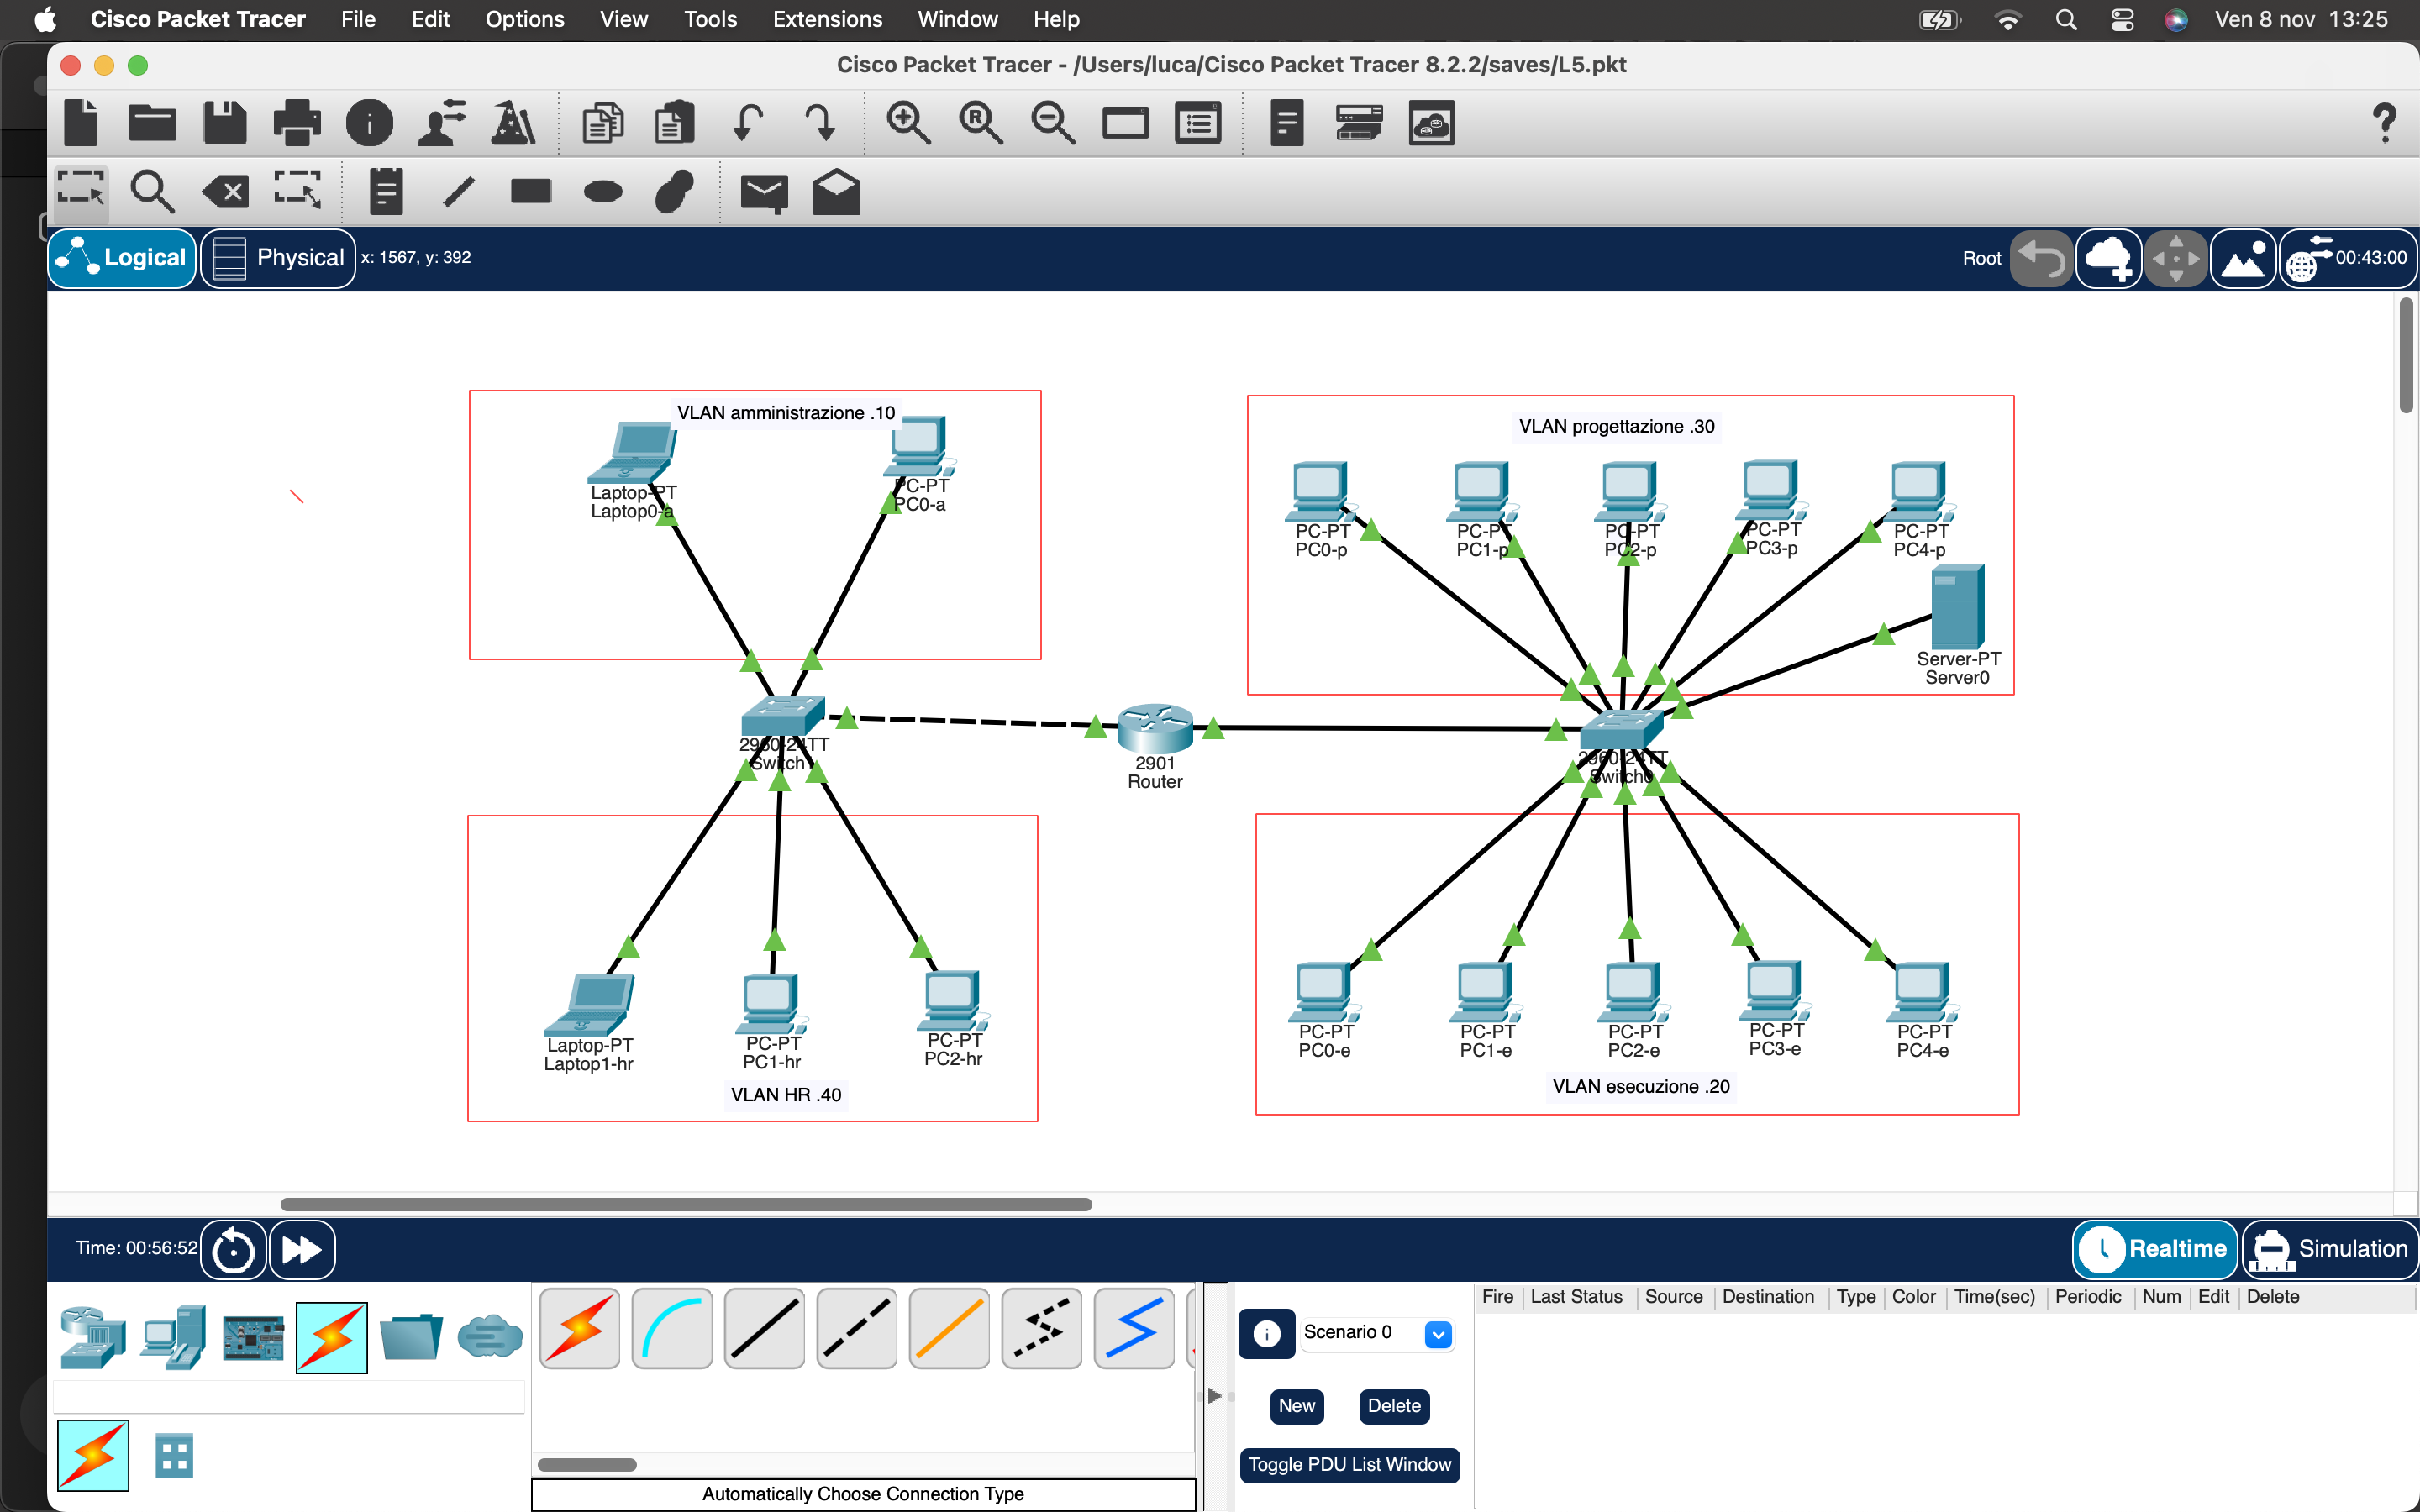 Cisco Packet Tracer File Edit Options View Tools Extensions Window Help Ven 8 nov 13:25
Cisco Packet Tracer - /Users/luca/Cisco Packet Tracer 8.2.2/saves/L5.pkt
Logical Physical x: 1567, y: 392 Root 00:43:00
VLAN amministrazione .10
Laptop-PT
Laptop0-a
PC-PT
PC0-a
VLAN progettazione .30
PC-PT
PC0-p
PC-PT
PC1-p
PC-PT
PC2-p
PC-PT
PC3-p
PC-PT
PC4-p
Server-PT
Server0
2960-24TT
Switch1
2901
Router
2960-24TT
Switch0
Laptop-PT
Laptop1-hr
PC-PT
PC1-hr
PC-PT
PC2-hr
VLAN HR .40
PC-PT
PC0-e
PC-PT
PC1-e
PC-PT
PC2-e
PC-PT
PC3-e
PC-PT
PC4-e
VLAN esecuzione .20
Time: 00:56:52 Realtime Simulation
Scenario 0
New Delete
Toggle PDU List Window
Fire Last Status Source Destination Type Color Time(sec) Periodic Num Edit Delete
Automatically Choose Connection Type